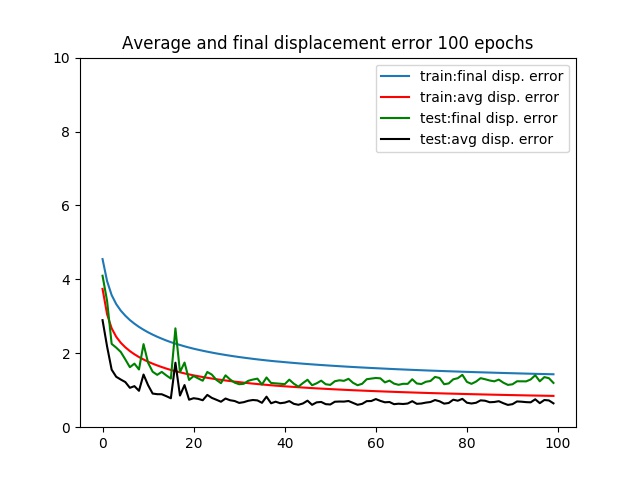 Average and final displacement error 100 epochs
10
8
6
4
2
0
train:final disp. error
train:avg disp. error
test:final disp. error
test:avg disp. error
0 20 40 60 80 100